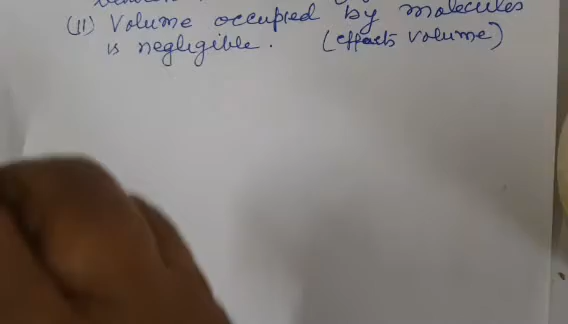 (II) Volume occupied by molecules
is negligible. (effects volume)